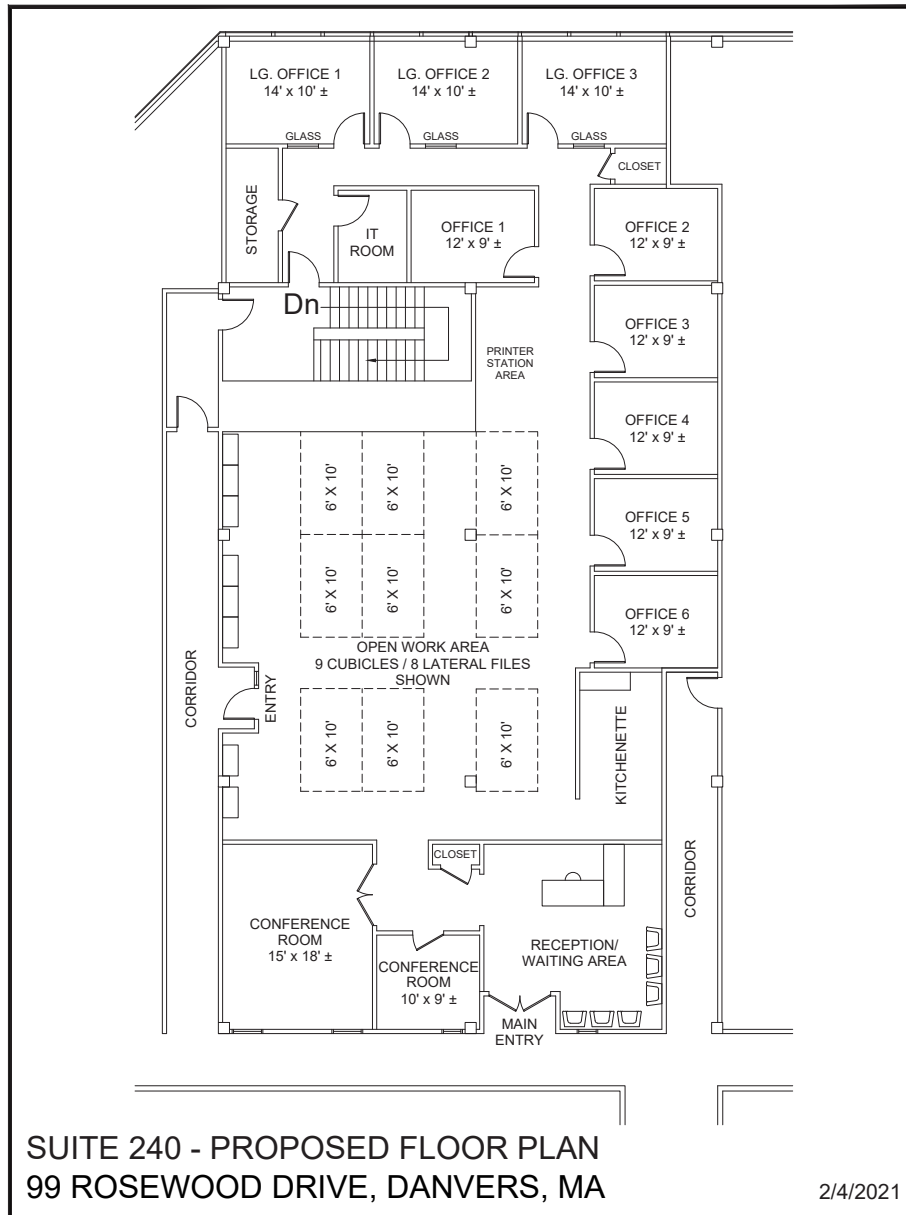 LG. OFFICE 1
14' x 10' ±
LG. OFFICE 2
14' x 10' ±
LG. OFFICE 3
14' x 10' ±
GLASS
GLASS
GLASS
CLOSET
STORAGE
IT
ROOM
OFFICE 1
12' x 9' ±
OFFICE 2
12' x 9' ±
Dn
PRINTER
STATION
AREA
OFFICE 3
12' x 9' ±
OFFICE 4
12' x 9' ±
6' X 10'
6' X 10'
6' X 10'
OFFICE 5
12' x 9' ±
6' X 10'
6' X 10'
6' X 10'
OFFICE 6
12' x 9' ±
OPEN WORK AREA
9 CUBICLES / 8 LATERAL FILES
SHOWN
CORRIDOR
ENTRY
6' X 10'
6' X 10'
6' X 10'
KITCHENETTE
CLOSET
CORRIDOR
CONFERENCE
ROOM
15' x 18' ±
CONFERENCE
ROOM
10' x 9' ±
RECEPTION/
WAITING AREA
MAIN
ENTRY
SUITE 240 - PROPOSED FLOOR PLAN
99 ROSEWOOD DRIVE, DANVERS, MA
2/4/2021